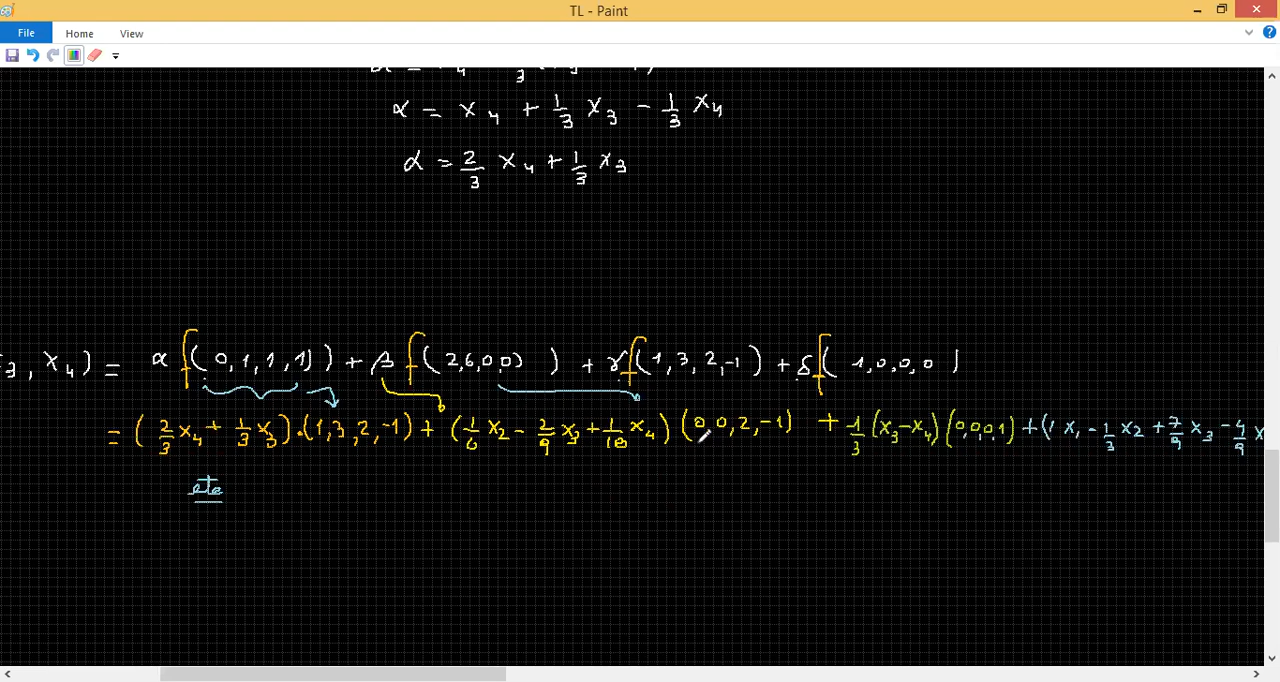 TL - Paint
File Home View
α = x₄ + 1/3 x₃ - 1/3 x₄
α = 2/3 x₄ + 1/3 x₃
₃, x₄) = α f(0,1,1,1) + β f(2,6,0,0) + γ f(1,3,2,-1) + δ f(1,0,0,0)
= (2/3 x₄ + 1/3 x₃).(1,3,2,-1) + (1/6 x₂ - 2/9 x₃ + 1/18 x₄)(0,0,2,-1) + 1/3 (x₃-x₄)(0,0,0,1) + (1 x₁ - 1/3 x₂ + 7/9 x₃ - 4/9 x